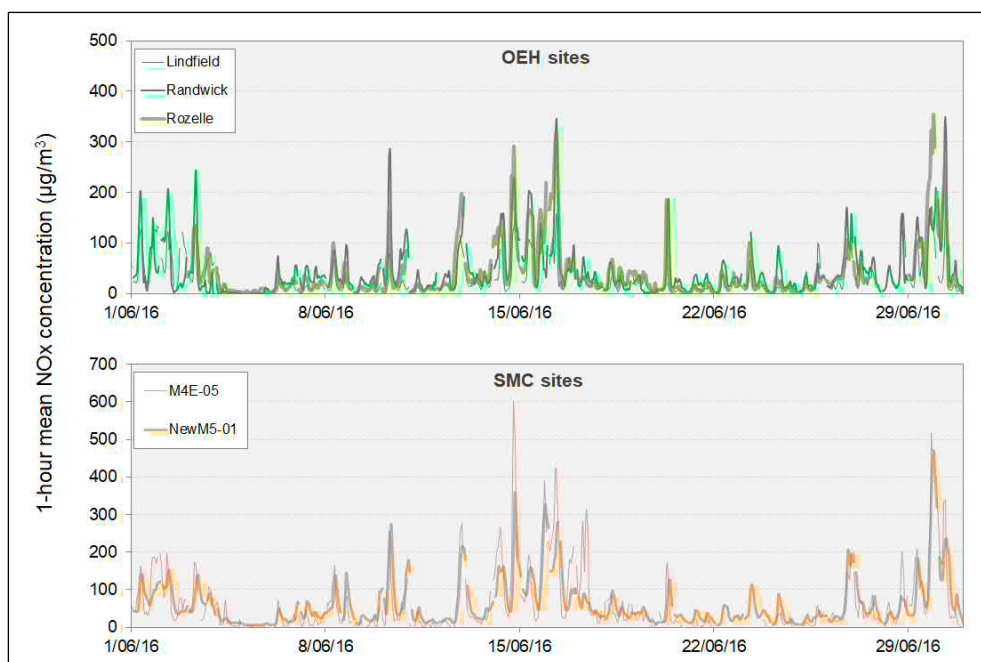 OEH sites
500
400
300
200
100
0
Lindfield
Randwick
Rozelle
1/06/16 8/06/16 15/06/16 22/06/16 29/06/16
1-hour mean NOx concentration (µg/m³)
SMC sites
700
600
500
400
300
200
100
0
M4E-05
NewM5-01
1/06/16 8/06/16 15/06/16 22/06/16 29/06/16